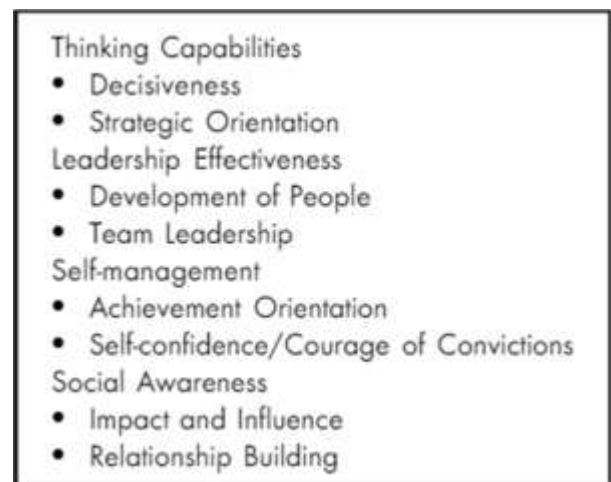 Thinking Capabilities
• Decisiveness
• Strategic Orientation
Leadership Effectiveness
• Development of People
• Team Leadership
Self-management
• Achievement Orientation
• Self-confidence/Courage of Convictions
Social Awareness
• Impact and Influence
• Relationship Building